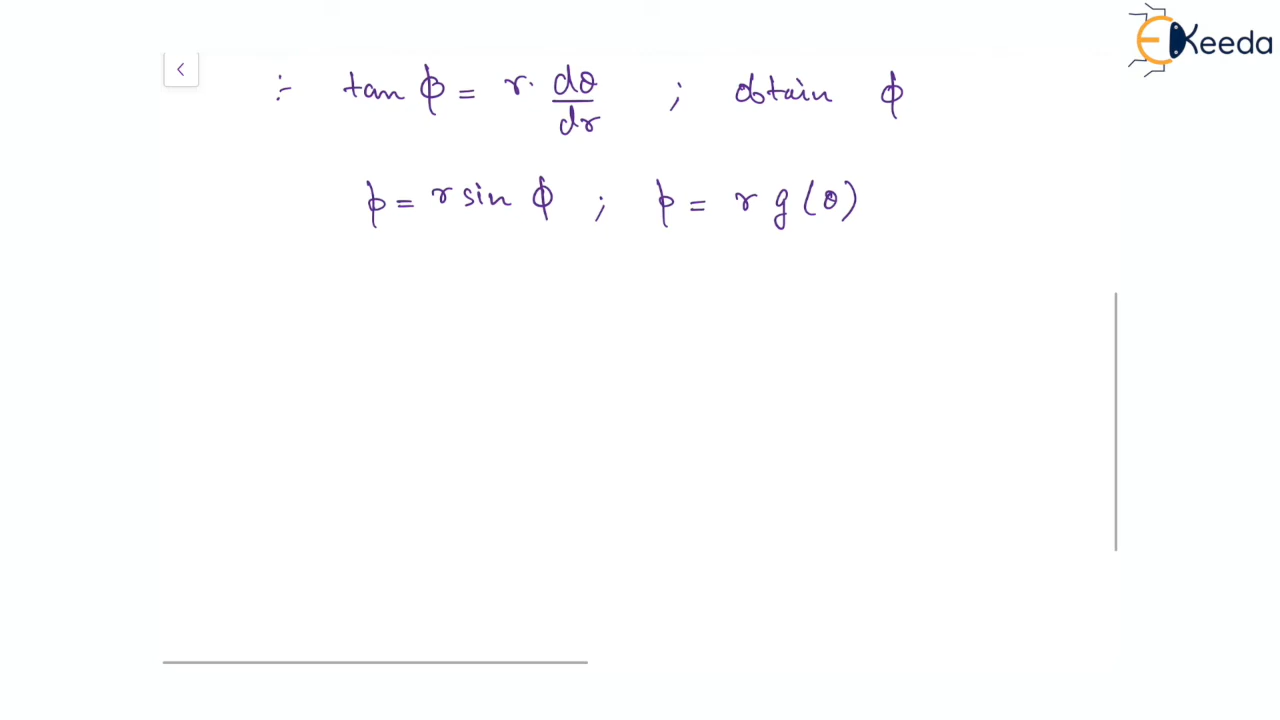 EKeeda
<
:- tan ϕ = r. dθ/dr ; obtain ϕ
p = r sin ϕ ; p = r g(θ)